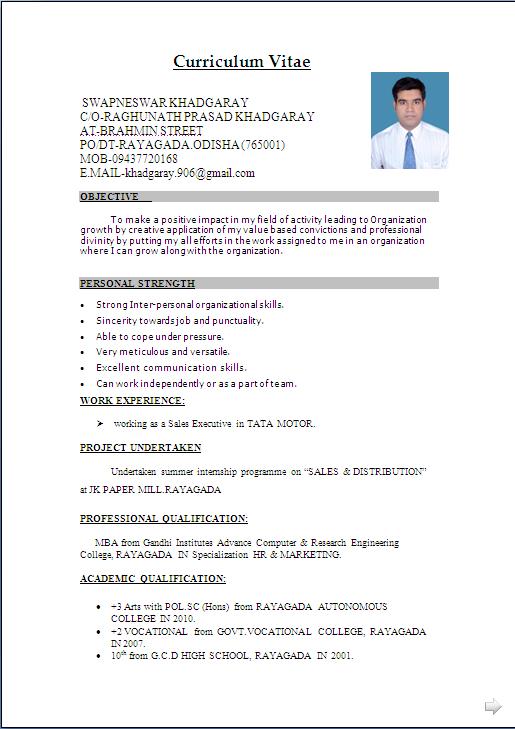 Curriculum Vitae
SWAPNESWAR KHADGARAY
C/O-RAGHUNATH PRASAD KHADGARAY
AT-BRAHMIN STREET
PO/DT-RAYAGADA.ODISHA (765001)
MOB-09437720168
E.MAIL-khadgaray.906@gmail.com
OBJECTIVE
To make a positive impact in my field of activity leading to Organization
growth by creative application of my value based convictions and professional
divinity by putting my all efforts in the work assigned to me in an organization
where I can grow along with the organization.
PERSONAL STRENGTH
• Strong Inter-personal organizational skills.
• Sincerity towards job and punctuality.
• Able to cope under pressure.
• Very meticulous and versatile.
• Excellent communication skills.
• Can work independently or as a part of team.
WORK EXPERIENCE:
➢ working as a Sales Executive in TATA MOTOR.
PROJECT UNDERTAKEN
Undertaken summer internship programme on “SALES & DISTRIBUTION”
at JK PAPER MILL.RAYAGADA
PROFESSIONAL QUALIFICATION:
MBA from Gandhi Institutes Advance Computer & Research Engineering
College, RAYAGADA IN Specialization HR & MARKETING.
ACADEMIC QUALIFICATION:
• +3 Arts with POL.SC (Hons) from RAYAGADA AUTONOMOUS
COLLEGE IN 2010.
• +2 VOCATIONAL from GOVT.VOCATIONAL COLLEGE, RAYAGADA
IN 2007.
• 10th from G.C.D HIGH SCHOOL, RAYAGADA IN 2001.